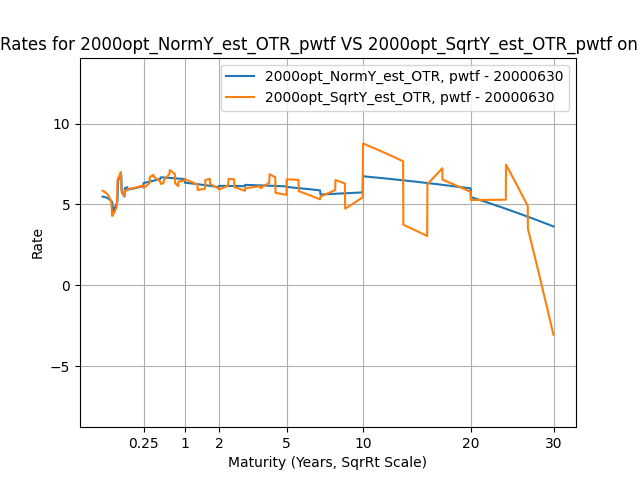 Rates for 2000opt_NormY_est_OTR_pwtf VS 2000opt_SqrtY_est_OTR_pwtf on
2000opt_NormY_est_OTR, pwtf - 20000630
2000opt_SqrtY_est_OTR, pwtf - 20000630
10
5
0
−5
Rate
0.25 1 2 5 10 20 30
Maturity (Years, SqrRt Scale)